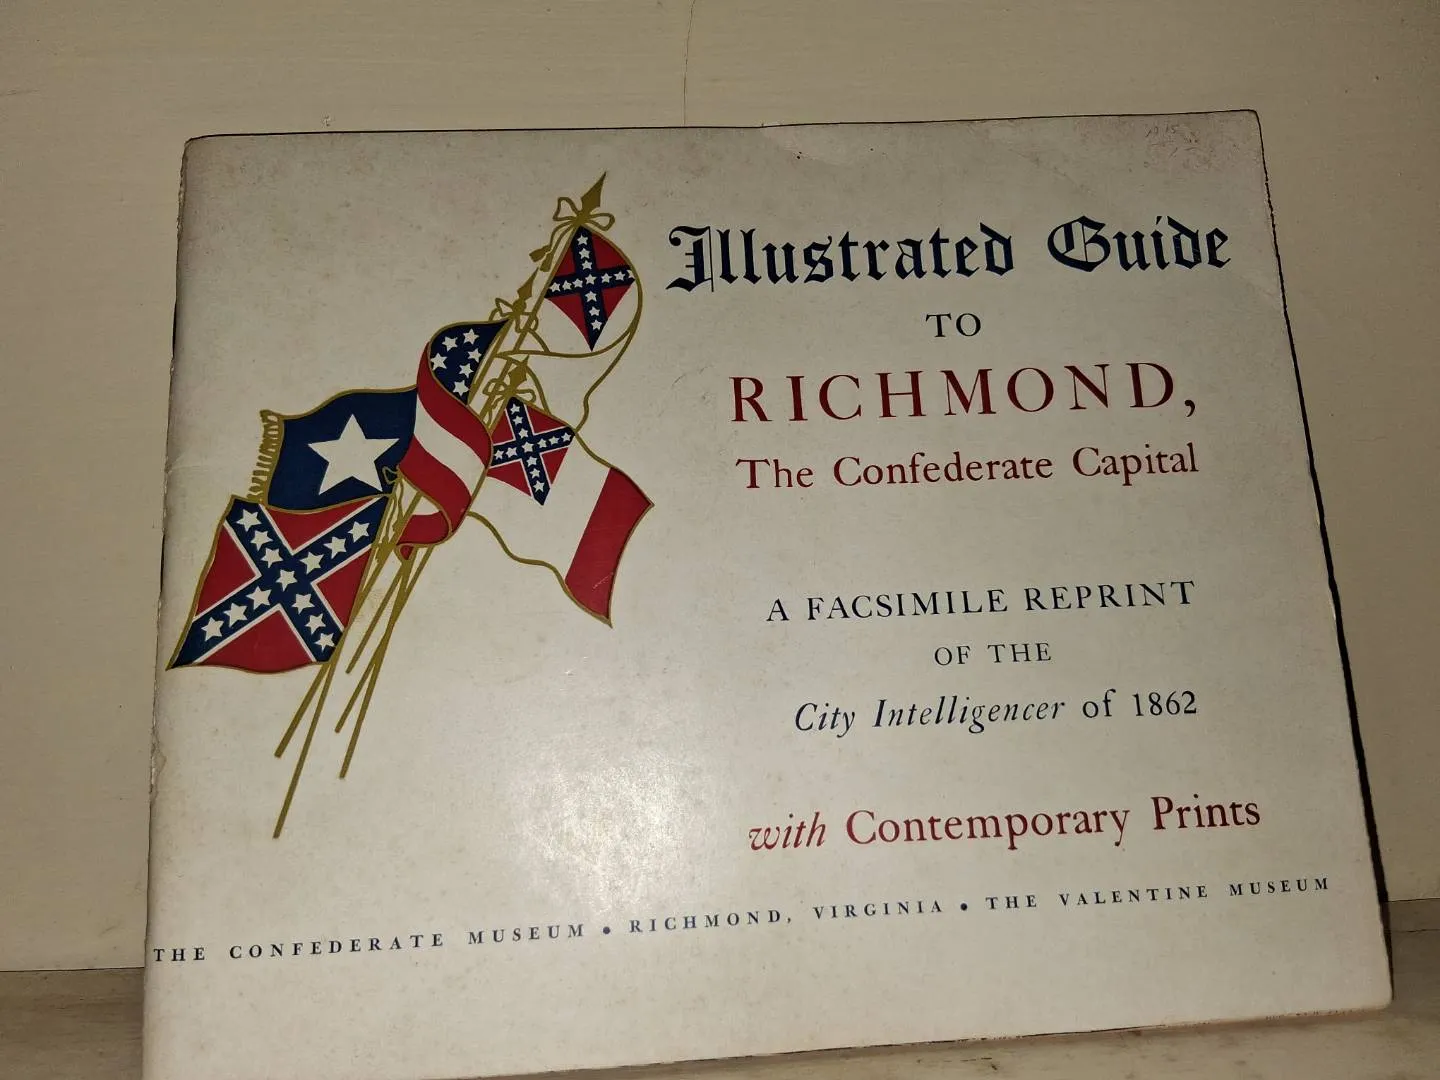 Illustrated Guide
TO
RICHMOND,
The Confederate Capital
A FACSIMILE REPRINT
OF THE
City Intelligencer of 1862
with Contemporary Prints
THE CONFEDERATE MUSEUM • RICHMOND, VIRGINIA • THE VALENTINE MUSEUM